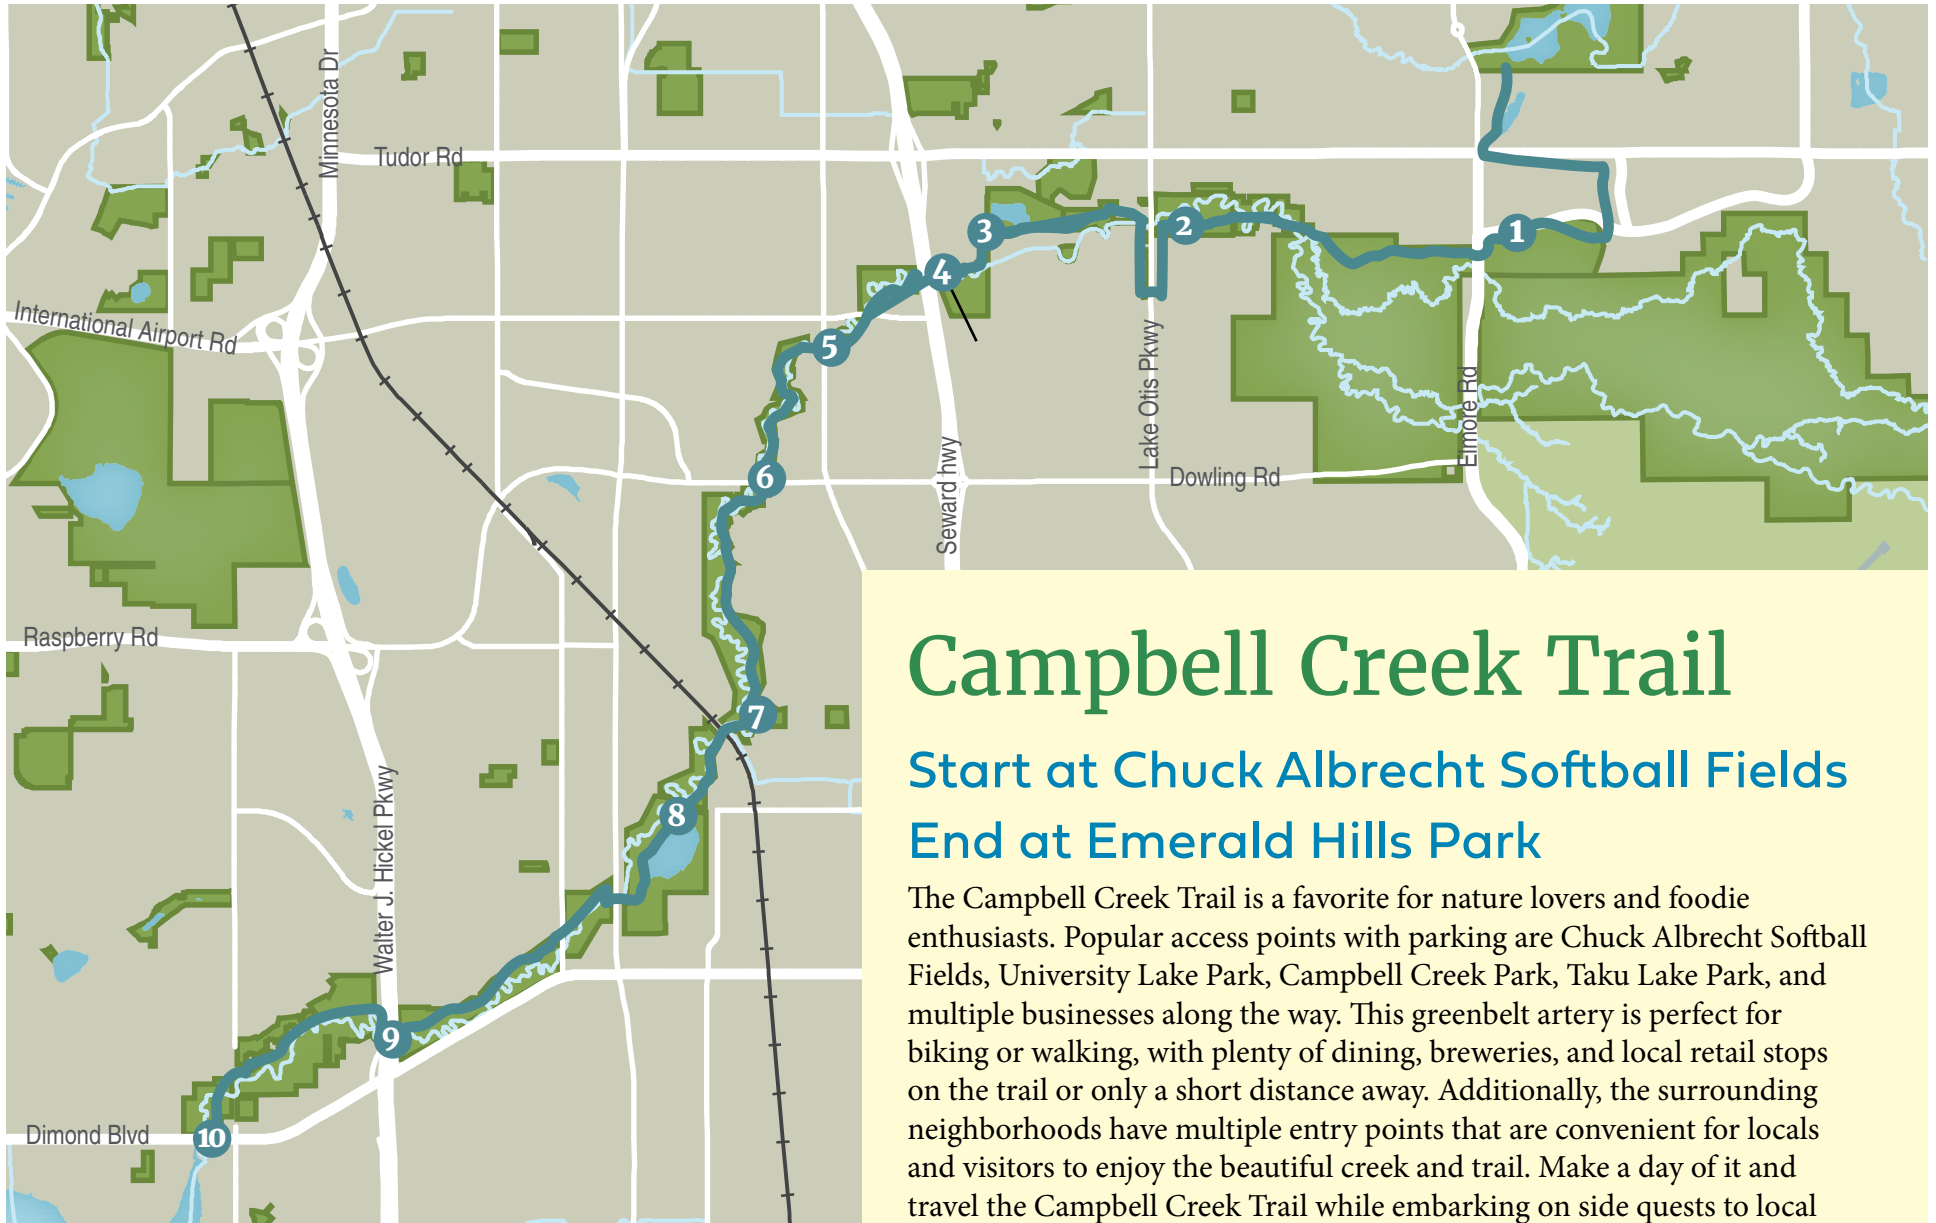 Minnesota Dr
Tudor Rd
3
2
1
4
International Airport Rd
5
Lake Otis Pkwy
Elmore Rd
Seward hwy
6
Dowling Rd
Raspberry Rd
7
Walter J. Hickel Pkwy
8
9
Dimond Blvd
10
Campbell Creek Trail
Start at Chuck Albrecht Softball Fields
End at Emerald Hills Park
The Campbell Creek Trail is a favorite for nature lovers and foodie
enthusiasts. Popular access points with parking are Chuck Albrecht Softball
Fields, University Lake Park, Campbell Creek Park, Taku Lake Park, and
multiple businesses along the way. This greenbelt artery is perfect for
biking or walking, with plenty of dining, breweries, and local retail stops
on the trail or only a short distance away. Additionally, the surrounding
neighborhoods have multiple entry points that are convenient for locals
and visitors to enjoy the beautiful creek and trail. Make a day of it and
travel the Campbell Creek Trail while embarking on side quests to local